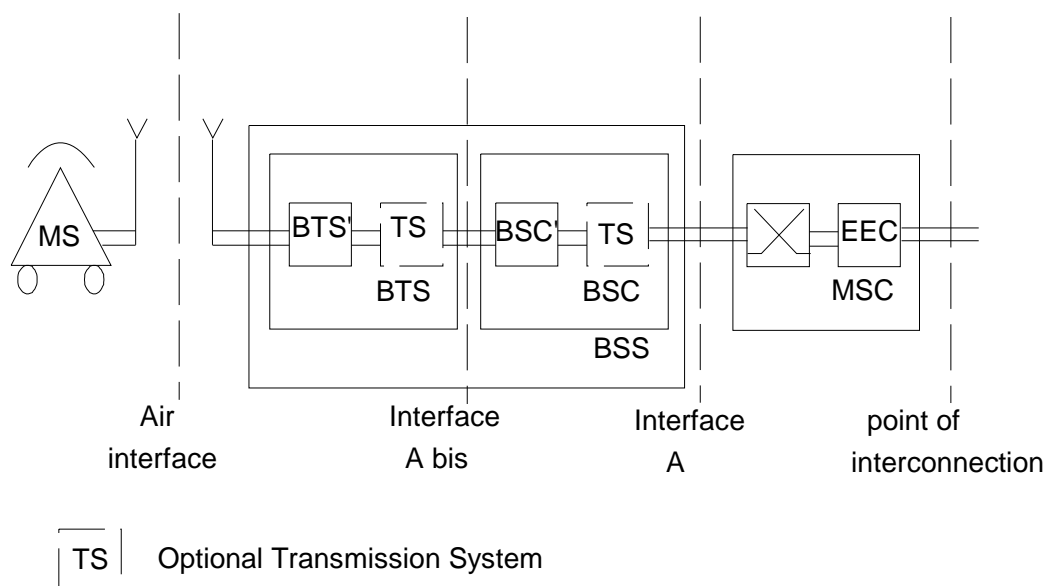 MS
BTS'
TS
BSC'
TS
EEC
BTS
BSC
MSC
BSS
Air
interface
Interface
A bis
Interface
A
point of
interconnection
TS
Optional Transmission System